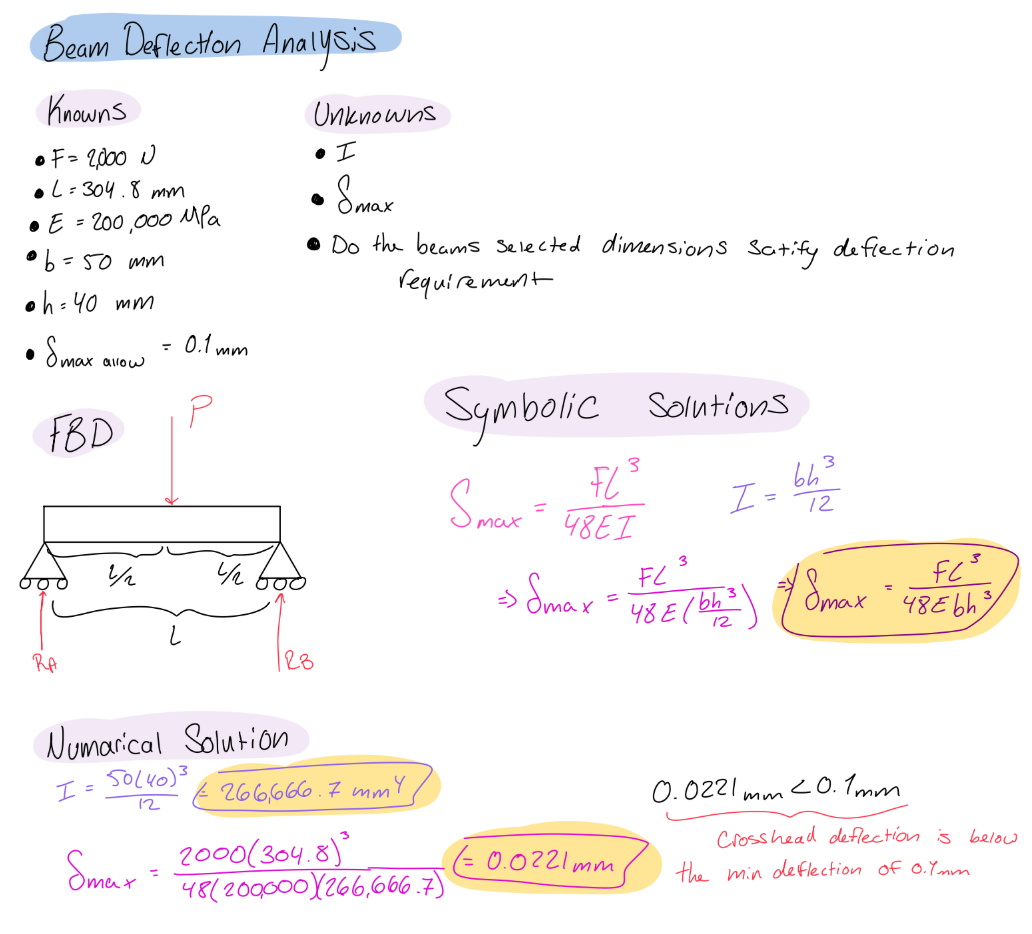 Beam Deflection Analysis
Knowns
• F = 2,000 N
• L = 304.8 mm
• E = 200,000 MPa
• b = 50 mm
• h = 40 mm
• δmax allow = 0.1 mm
Unknowns
• I
• δmax
• Do the beams selected dimensions satify deflection
requirement
FBD
P
L/2 L/2
L
RA RB
Symbolic Solutions
δmax = FL³/48EI I = bh³/12
=> δmax = FL³/48E(bh³/12) => δmax = FL³/48Ebh³
Numarical Solution
I = 50(40)³/12 = 266,666.7 mm⁴
δmax = 2000(304.8)³/48(200,000)(266,666.7) = 0.0221 mm
0.0221 mm < 0.1 mm
Crosshead deflection is below
the min deflection of 0.1mm